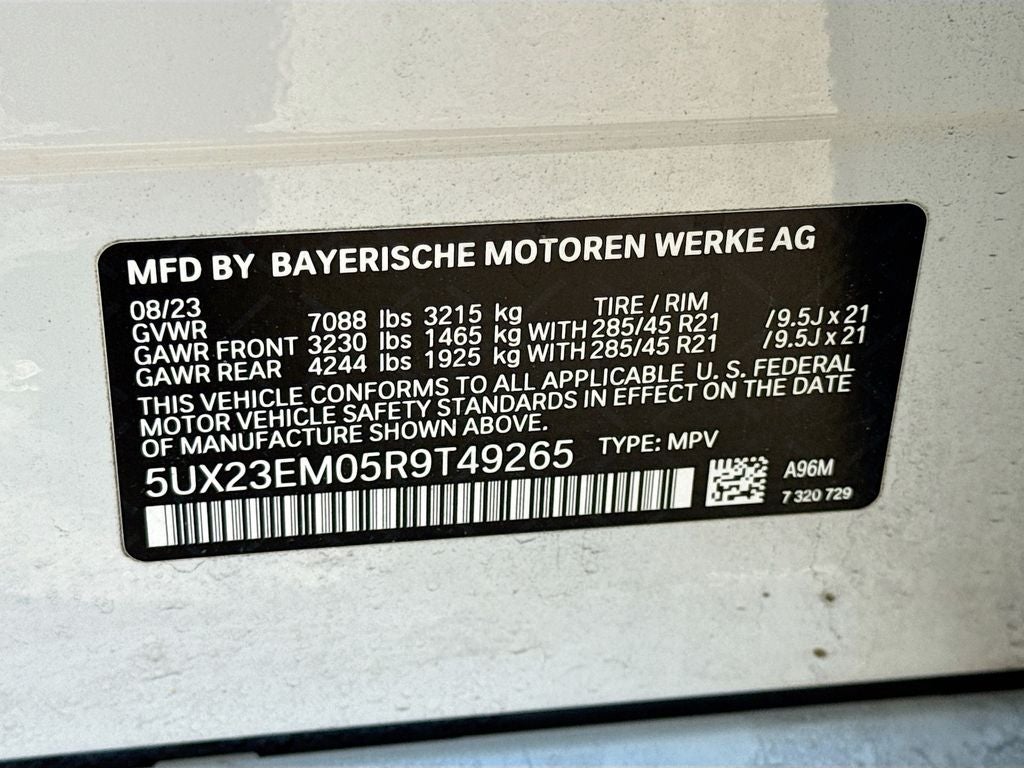 MFD BY BAYERISCHE MOTOREN WERKE AG
08/23 TIRE / RIM
GVWR 7088 lbs 3215 kg
GAWR FRONT 3230 lbs 1465 kg WITH 285/45 R21 /9.5J x 21
GAWR REAR 4244 lbs 1925 kg WITH 285/45 R21 /9.5J x 21
THIS VEHICLE CONFORMS TO ALL APPLICABLE U. S. FEDERAL
MOTOR VEHICLE SAFETY STANDARDS IN EFFECT ON THE DATE
OF MANUFACTURE SHOWN ABOVE.
5UX23EM05R9T49265 TYPE: MPV
A96M
7 320 729